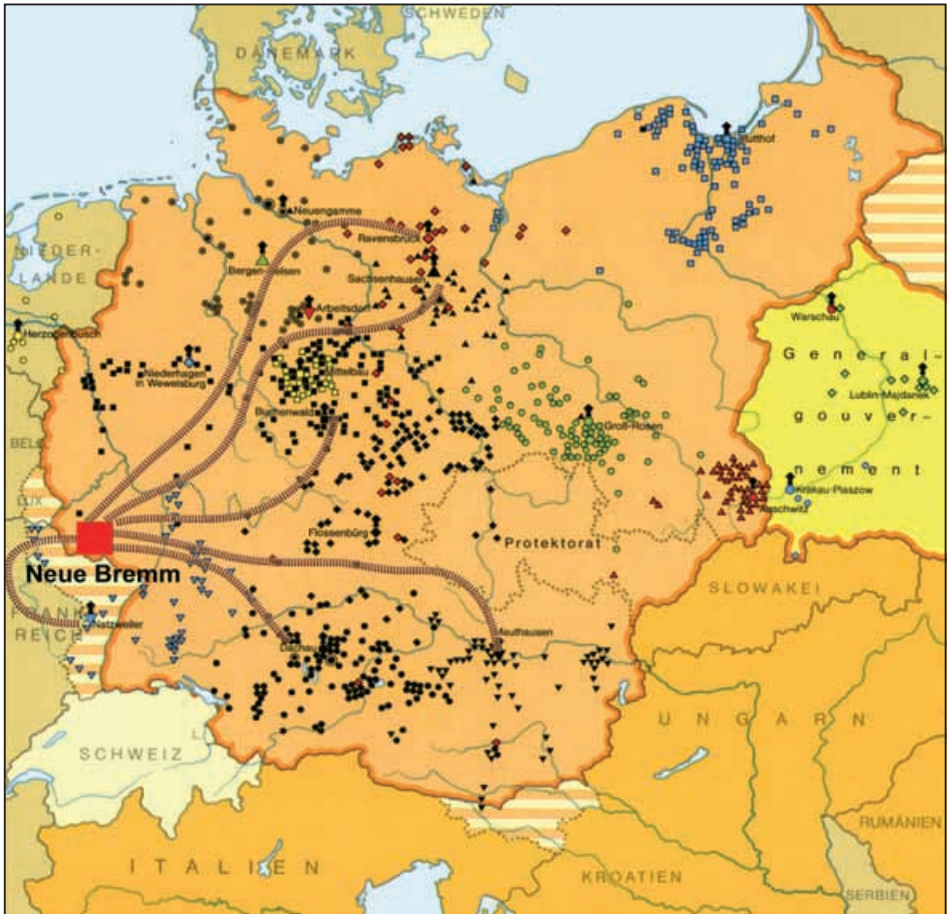 SCHWEDEN
DÄNEMARK
Stutthof
Neuengamme
NIEDER-
LANDE
Ravensbrück
Bergen-Belsen
Sachsenhausen
Arbeitsdorf
Warschau
Herzogenbusch
General-
Niederhagen
in Wewelsburg
Mittelbau
Lublin-Majdanek
Buchenwald
Groß-Rosen
gouver-
BELG
nement
LUX.
Krakau-Plaszow
Auschwitz
Flossenbürg
Protektorat
Neue Bremm
SLOWAKEI
FRANK
REICH
Natzweiler
Mauthausen
Dachau
UNGARN
SCHWEIZ
L.
RUMÄNIEN
ITALIEN
KROATIEN
SERBIEN